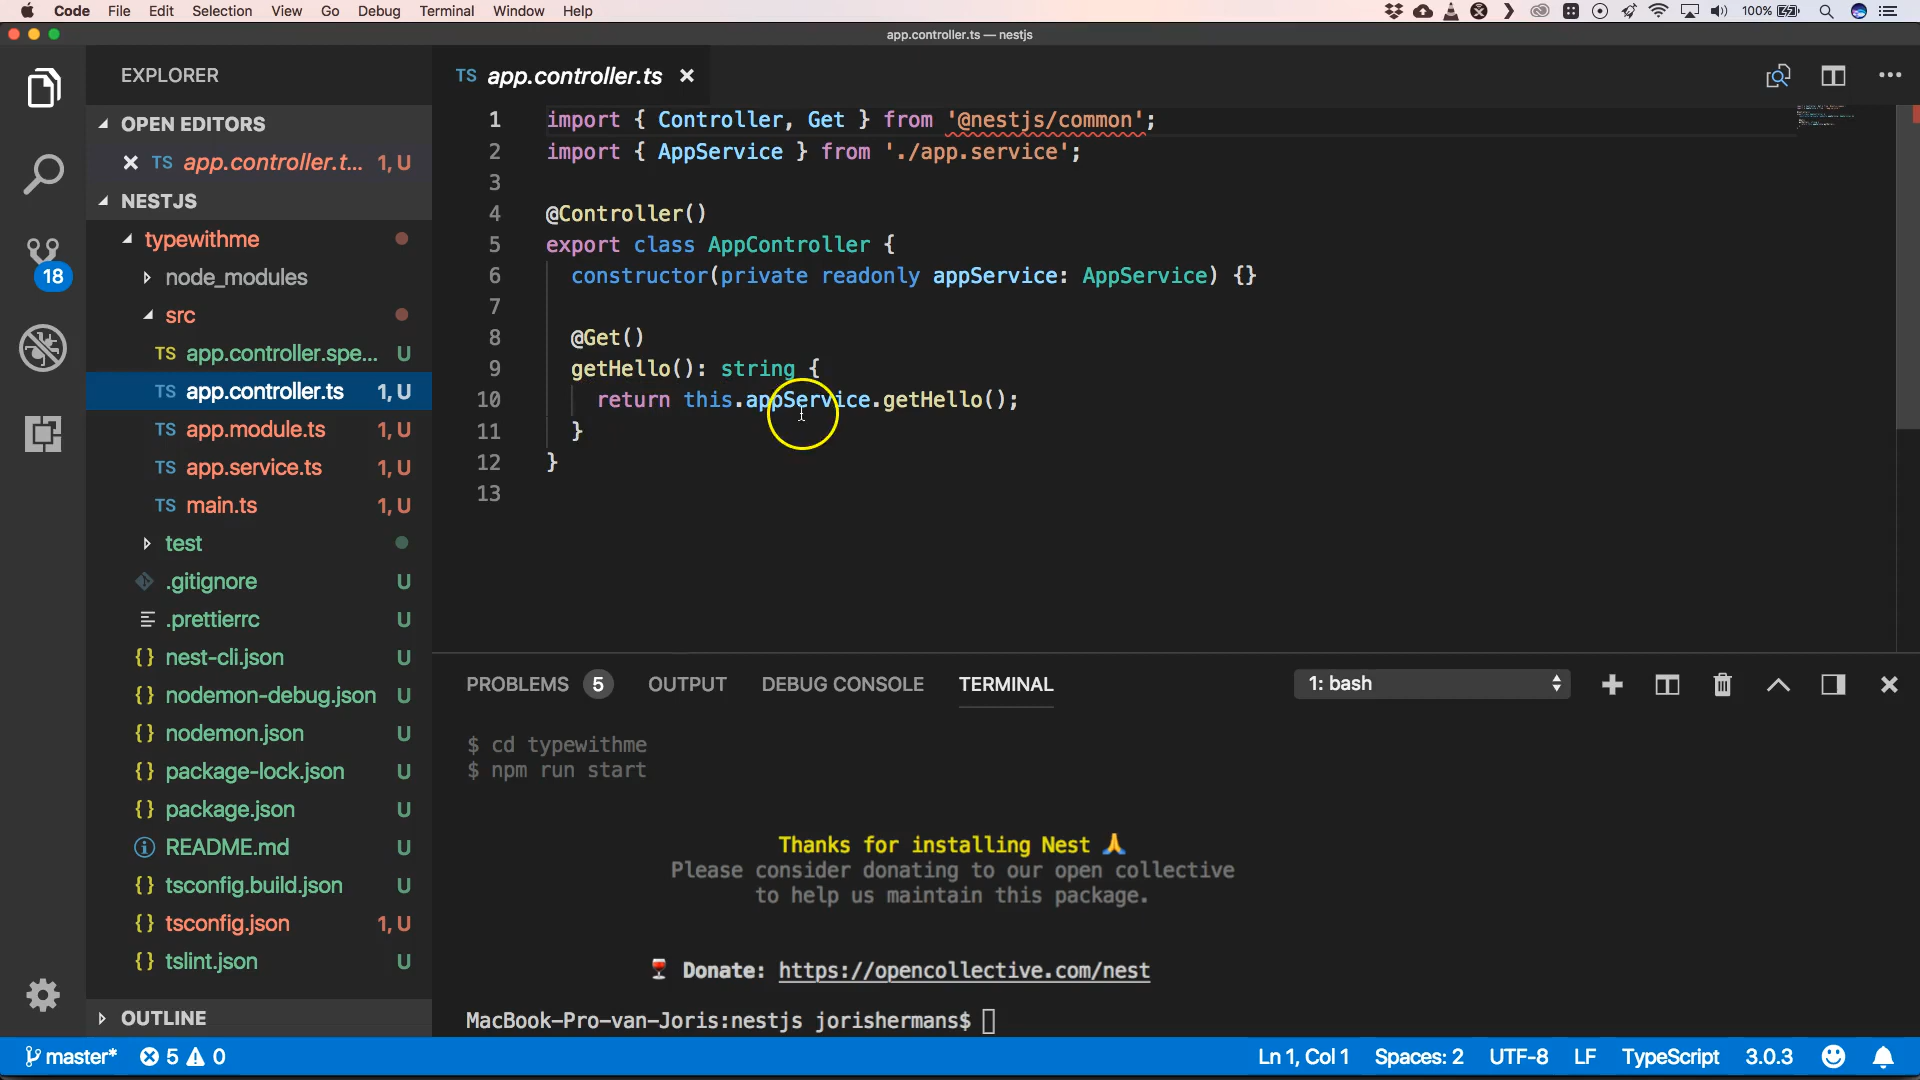 Code File Edit Selection View Go Debug Terminal Window Help 100%
app.controller.ts — nestjs
EXPLORER
OPEN EDITORS
TS app.controller.t... 1, U
NESTJS
typewithme
node_modules
src
TS app.controller.spe... U
TS app.controller.ts 1, U
TS app.module.ts 1, U
TS app.service.ts 1, U
TS main.ts 1, U
test
.gitignore U
.prettierrc U
{} nest-cli.json U
{} nodemon-debug.json U
{} nodemon.json U
{} package-lock.json U
{} package.json U
README.md U
{} tsconfig.build.json U
{} tsconfig.json 1, U
{} tslint.json U
OUTLINE
18
TS app.controller.ts
1 import { Controller, Get } from '@nestjs/common';
2 import { AppService } from './app.service';
3
4 @Controller()
5 export class AppController {
6 constructor(private readonly appService: AppService) {}
7
8 @Get()
9 getHello(): string {
10 return this.appService.getHello();
11 }
12 }
13
PROBLEMS 5 OUTPUT DEBUG CONSOLE TERMINAL 1: bash
$ cd typewithme
$ npm run start
Thanks for installing Nest 🙏
Please consider donating to our open collective
to help us maintain this package.
🍷 Donate: https://opencollective.com/nest
MacBook-Pro-van-Joris:nestjs jorishermans$
master* 5 0 Ln 1, Col 1 Spaces: 2 UTF-8 LF TypeScript 3.0.3